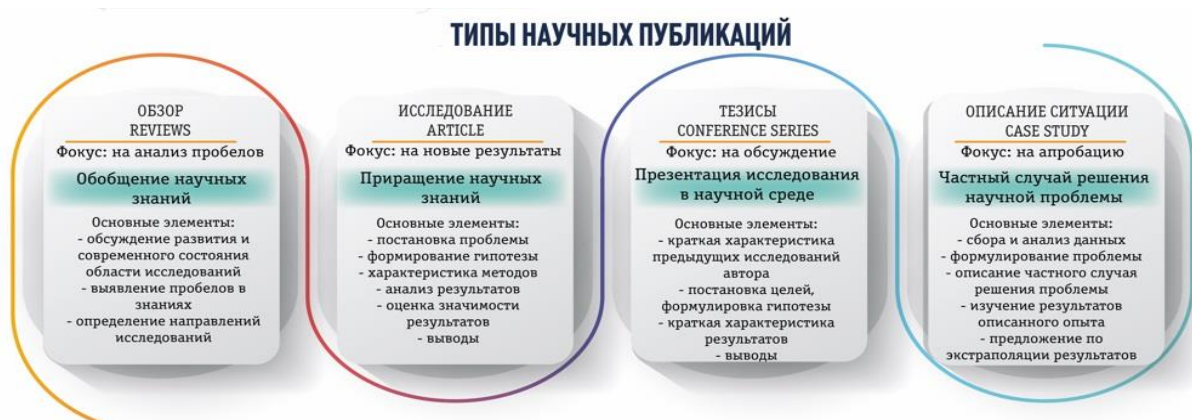 ТИПЫ НАУЧНЫХ ПУБЛИКАЦИЙ
ОБЗОР
REVIEWS
Фокус: на анализ пробелов
Обобщение научных
знаний
Основные элементы:
- обсуждение развития и
современного состояния
области исследований
- выявление пробелов в
знаниях
- определение направлений
исследований
ИССЛЕДОВАНИЕ
ARTICLE
Фокус: на новые результаты
Приращение научных
знаний
Основные элементы:
- постановка проблемы
- формирование гипотезы
- характеристика методов
- анализ результатов
- оценка значимости
результатов
- выводы
ТЕЗИСЫ
CONFERENCE SERIES
Фокус: на обсуждение
Презентация исследования
в научной среде
Основные элементы:
- краткая характеристика
предыдущих исследований
автора
- постановка целей,
формулировка гипотезы
- краткая характеристика
результатов
- выводы
ОПИСАНИЕ СИТУАЦИИ
CASE STUDY
Фокус: на апробацию
Частный случай решения
научной проблемы
Основные элементы:
- сбора и анализ данных
- формулирование проблемы
- описание частного случая
решения проблемы
- изучение результатов
описанного опыта
- предложение по
экстраполяции результатов